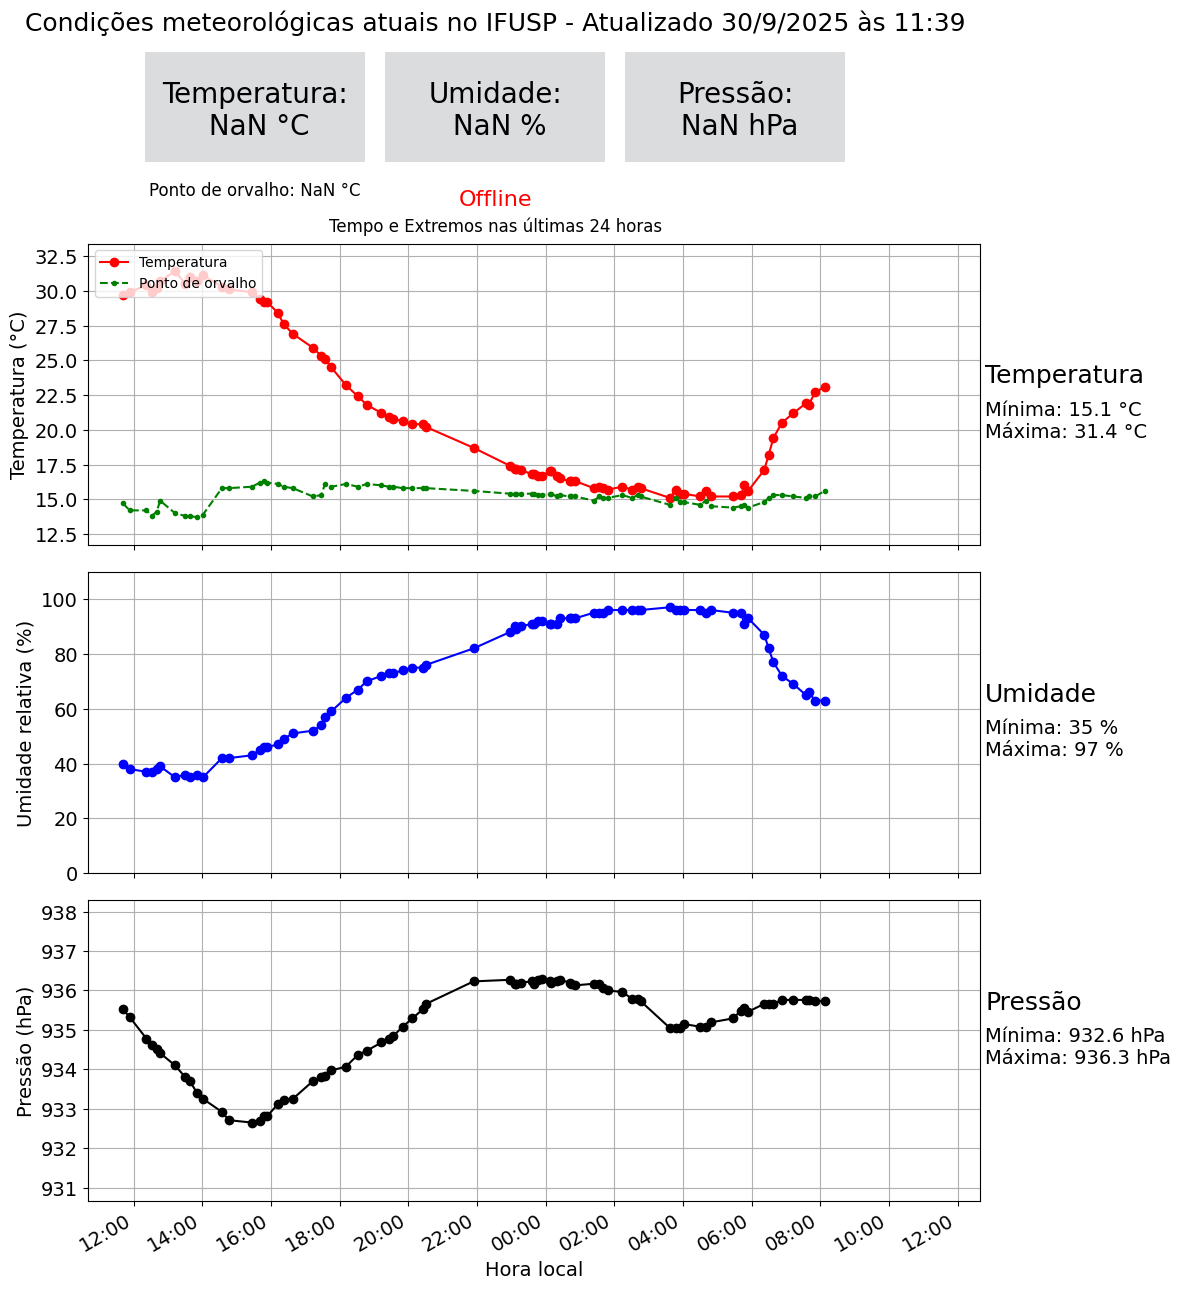 Condições meteorológicas atuais no IFUSP - Atualizado 30/9/2025 às 11:39
Temperatura:
NaN °C
Umidade:
NaN %
Pressão:
NaN hPa
Ponto de orvalho: NaN °C
Offline
Tempo e Extremos nas últimas 24 horas
Temperatura
Ponto de orvalho
Temperatura (°C)
32.5
30.0
27.5
25.0
22.5
20.0
17.5
15.0
12.5
Temperatura
Mínima: 15.1 °C
Máxima: 31.4 °C
Umidade relativa (%)
100
80
60
40
20
0
Umidade
Mínima: 35 %
Máxima: 97 %
Pressão (hPa)
938
937
936
935
934
933
932
931
Pressão
Mínima: 932.6 hPa
Máxima: 936.3 hPa
12:00
14:00
16:00
18:00
20:00
22:00
00:00
02:00
04:00
06:00
08:00
10:00
12:00
Hora local